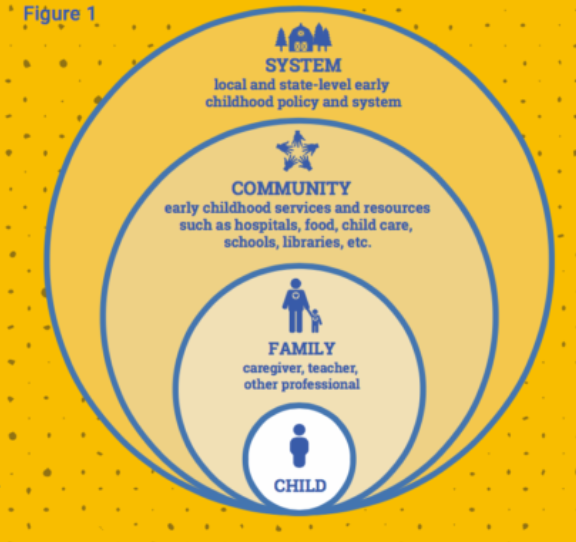 Figure 1
SYSTEM
local and state-level early
childhood policy and system
COMMUNITY
early childhood services and resources
such as hospitals, food, child care,
schools, libraries, etc.
FAMILY
caregiver, teacher,
other professional
CHILD